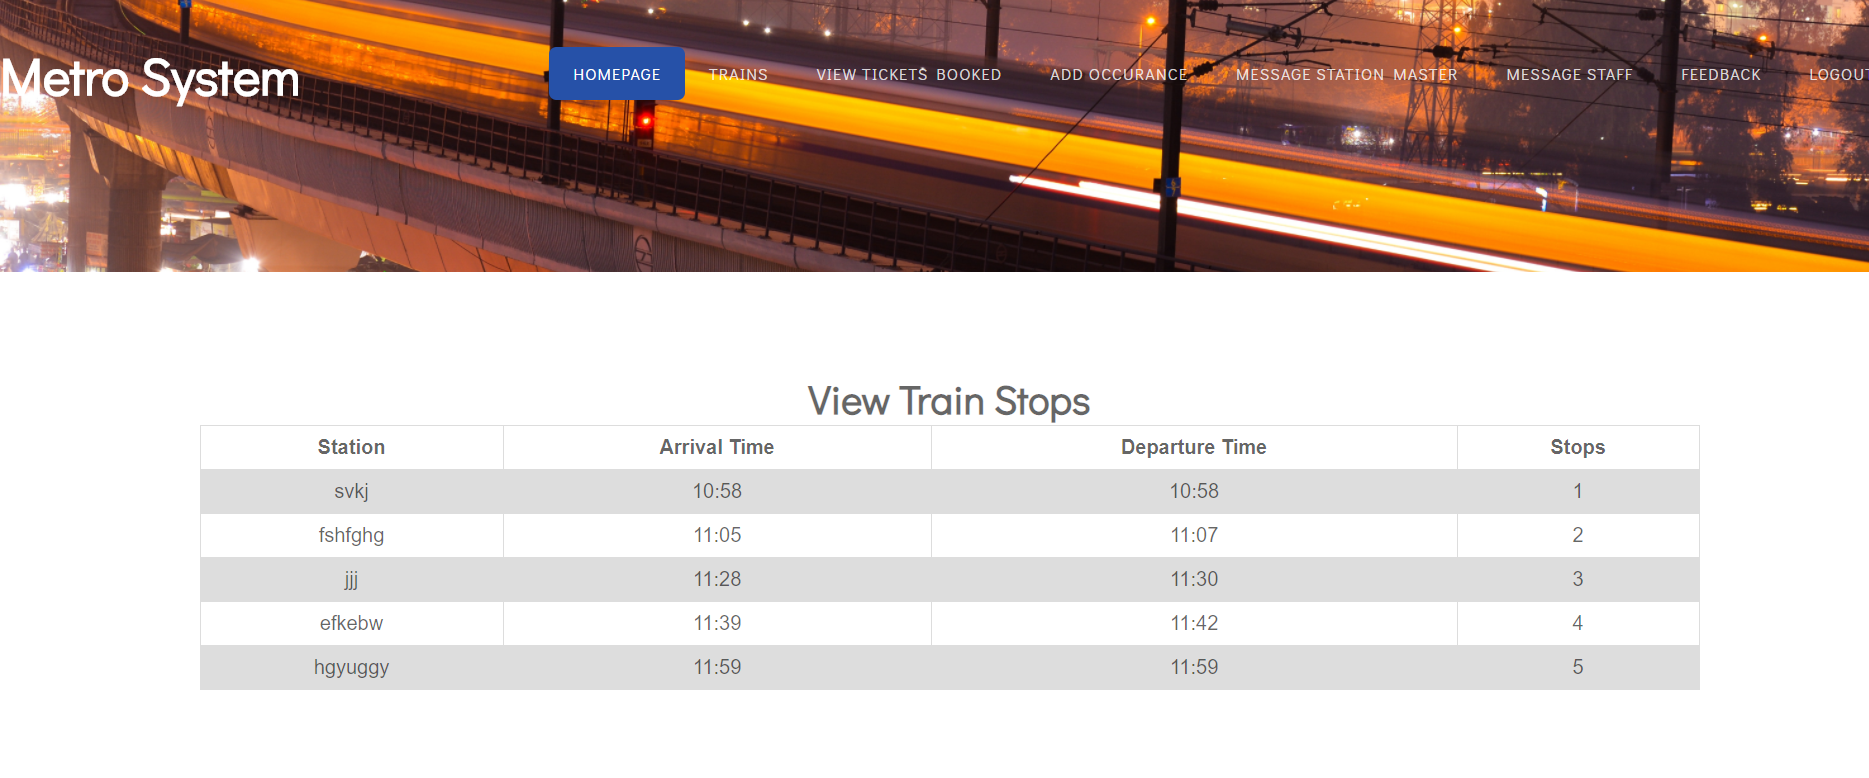 Metro System
HOMEPAGE TRAINS VIEW TICKETS BOOKED ADD OCCURANCE MESSAGE STATION MASTER MESSAGE STAFF FEEDBACK LOGOUT
View Train Stops
Station Arrival Time Departure Time Stops
svkj 10:58 10:58 1
fshfghg 11:05 11:07 2
jjj 11:28 11:30 3
efkebw 11:39 11:42 4
hgyuggy 11:59 11:59 5